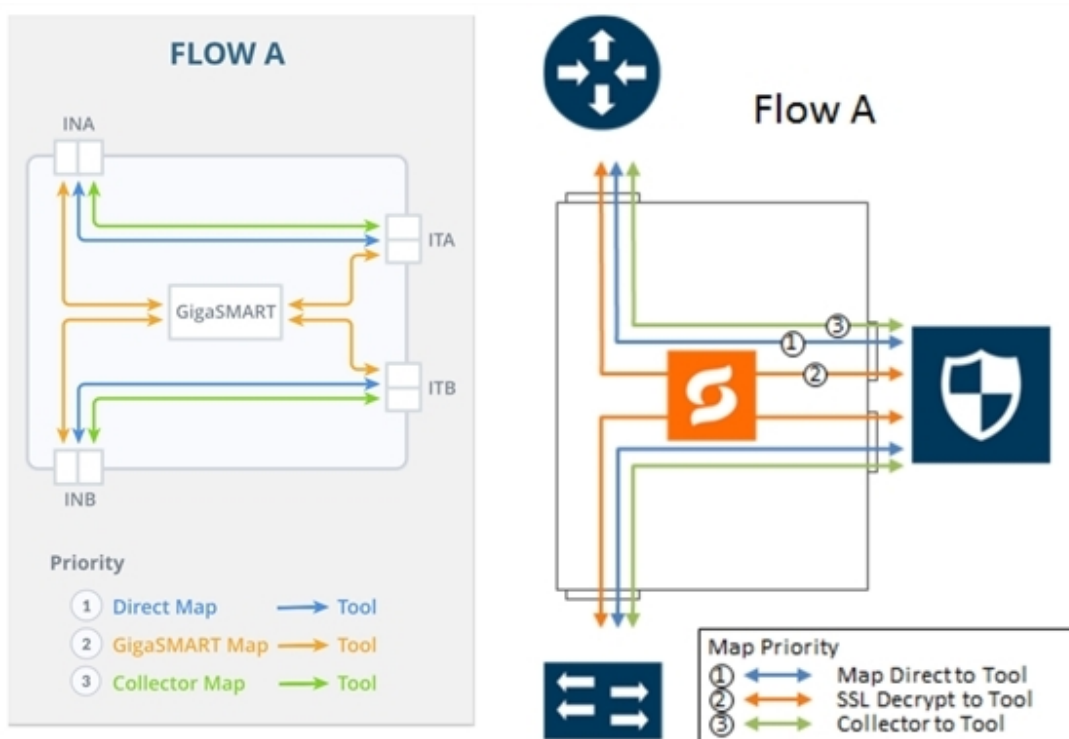 FLOW A
INA
ITA
GigaSMART
ITB
INB
Priority
1 Direct Map Tool
2 GigaSMART Map Tool
3 Collector Map Tool
Flow A
3
1
2
Map Priority
1 Map Direct to Tool
2 SSL Decrypt to Tool
3 Collector to Tool